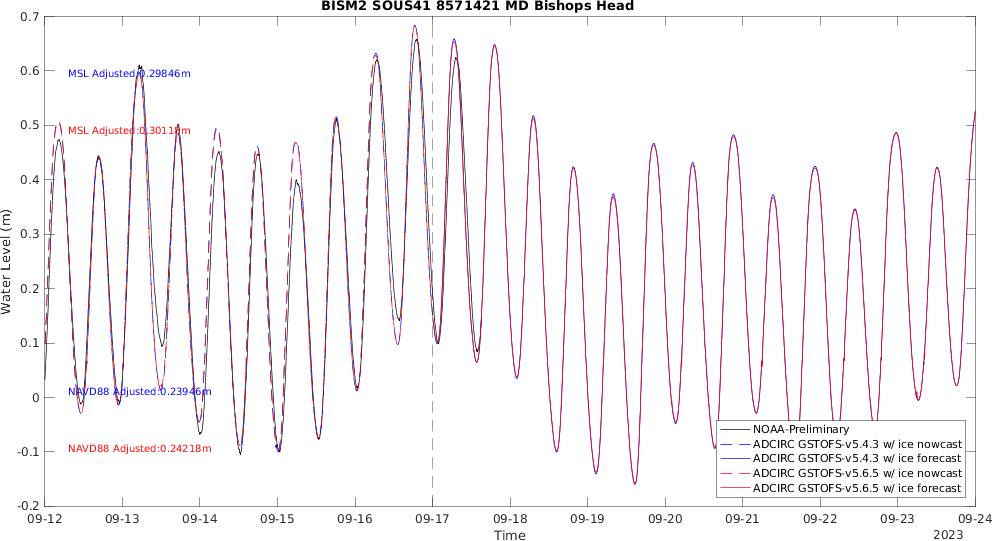 BISM2 SOUS41 8571421 MD Bishops Head
0.7
0.6
0.5
0.4
0.3
0.2
0.1
0
-0.1
-0.2
Water Level (m)
MSL Adjusted:0.29846m
MSL Adjusted:0.30118m
NAVD88 Adjusted:0.23946m
NAVD88 Adjusted:0.24218m
NOAA-Preliminary
ADCIRC GSTOFS-v5.4.3 w/ ice nowcast
ADCIRC GSTOFS-v5.4.3 w/ ice forecast
ADCIRC GSTOFS-v5.6.5 w/ ice nowcast
ADCIRC GSTOFS-v5.6.5 w/ ice forecast
09-12 09-13 09-14 09-15 09-16 09-17 09-18 09-19 09-20 09-21 09-22 09-23 09-24
Time
2023